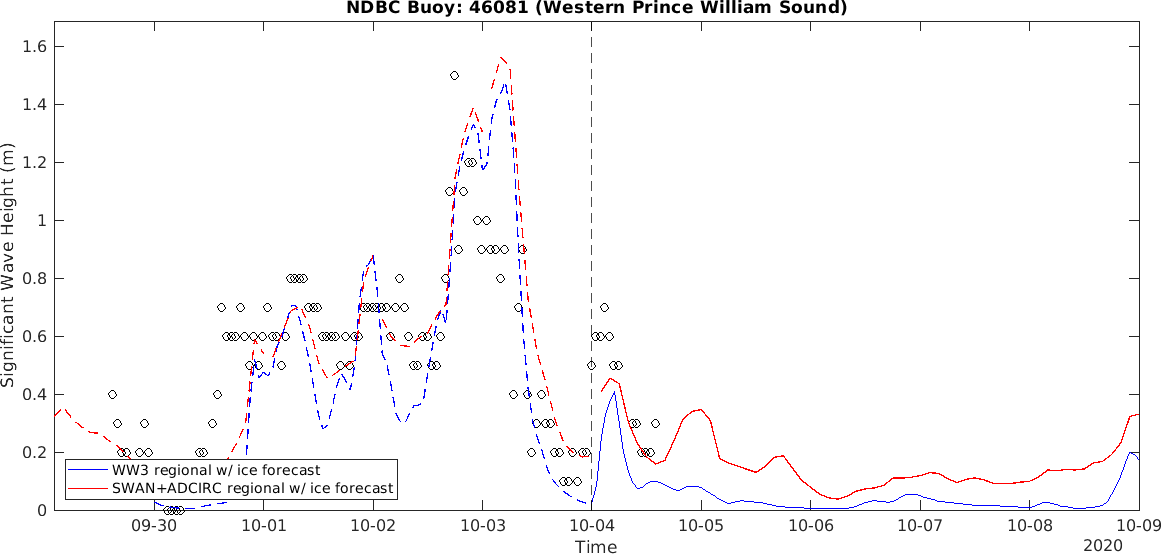 NDBC Buoy: 46081 (Western Prince William Sound)
Significant Wave Height (m)
1.6
1.4
1.2
1
0.8
0.6
0.4
0.2
0
WW3 regional w/ ice forecast
SWAN+ADCIRC regional w/ ice forecast
09-30 10-01 10-02 10-03 10-04 10-05 10-06 10-07 10-08 10-09
Time
2020